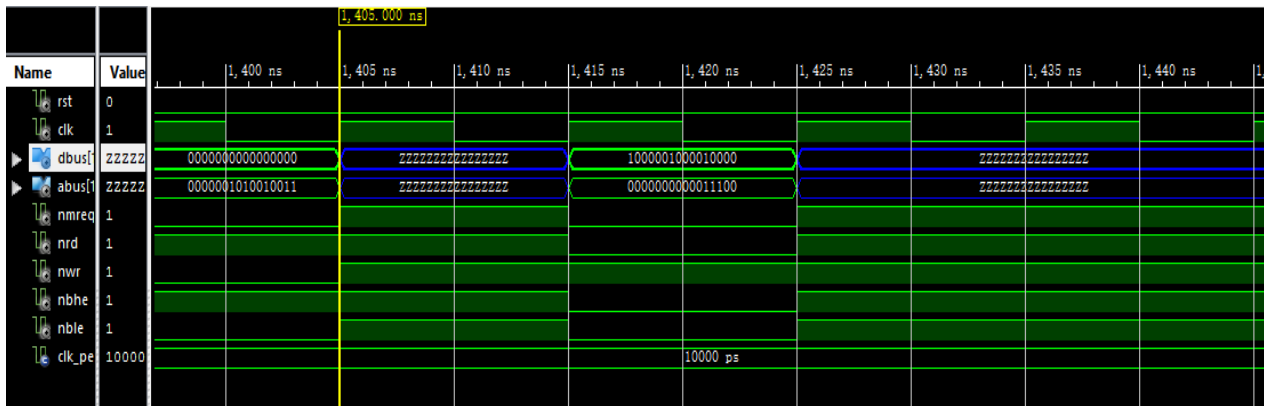 1,405.000 ns
Name Value 1,400 ns 1,405 ns 1,410 ns 1,415 ns 1,420 ns 1,425 ns 1,430 ns 1,435 ns 1,440 ns 1,
rst 0
clk 1
dbus[1 ZZZZZ 0000000000000000 ZZZZZZZZZZZZZZZZ 1000001000010000 ZZZZZZZZZZZZZZZZ
abus[1 ZZZZZ 0000001010010011 ZZZZZZZZZZZZZZZZ 0000000000011100 ZZZZZZZZZZZZZZZZ
nmreq 1
nrd 1
nwr 1
nbhe 1
nble 1
clk_pe 10000 10000 ps